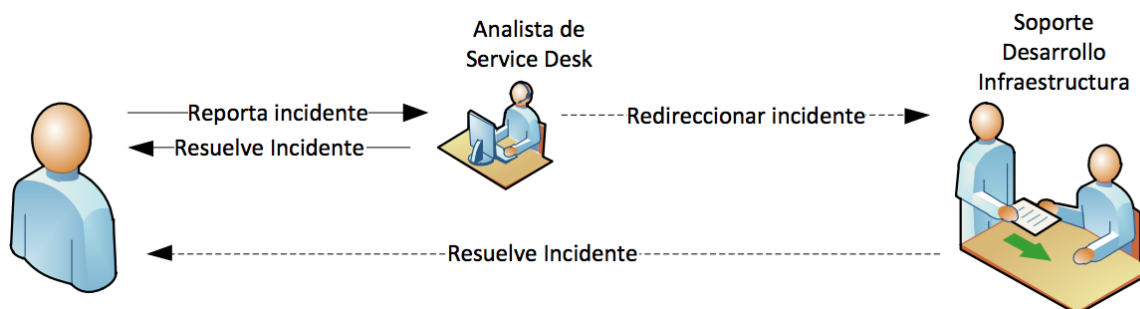 Analista de
Service Desk
Soporte
Desarrollo
Infraestructura
Reporta incidente
Resuelve Incidente
Redireccionar incidente
Resuelve Incidente